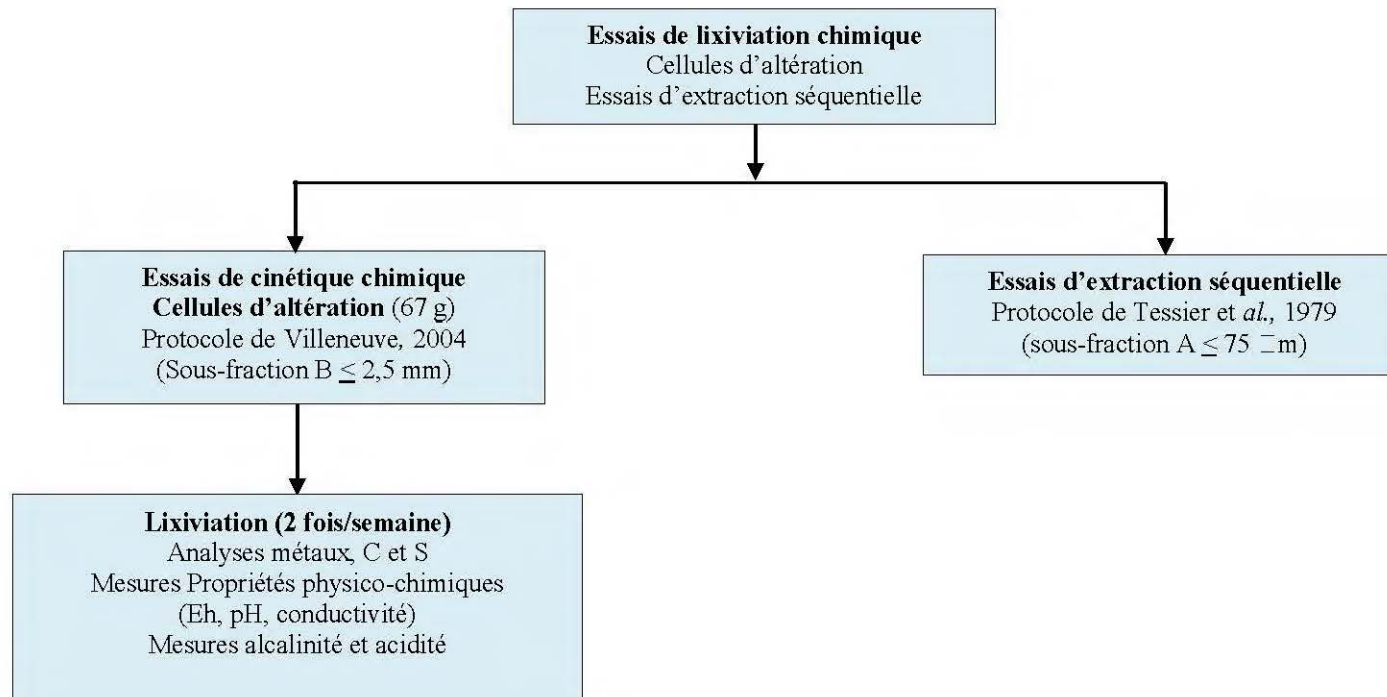 Essais de lixiviation chimique
Cellules d'altération
Essais d'extraction séquentielle
Essais de cinétique chimique
Cellules d'altération (67 g)
Protocole de Villeneuve, 2004
(Sous-fraction B ≤ 2,5 mm)
Essais d'extraction séquentielle
Protocole de Tessier et al., 1979
(sous-fraction A ≤ 75 m)
Lixiviation (2 fois/semaine)
Analyses métaux, C et S
Mesures Propriétés physico-chimiques
(Eh, pH, conductivité)
Mesures alcalinité et acidité